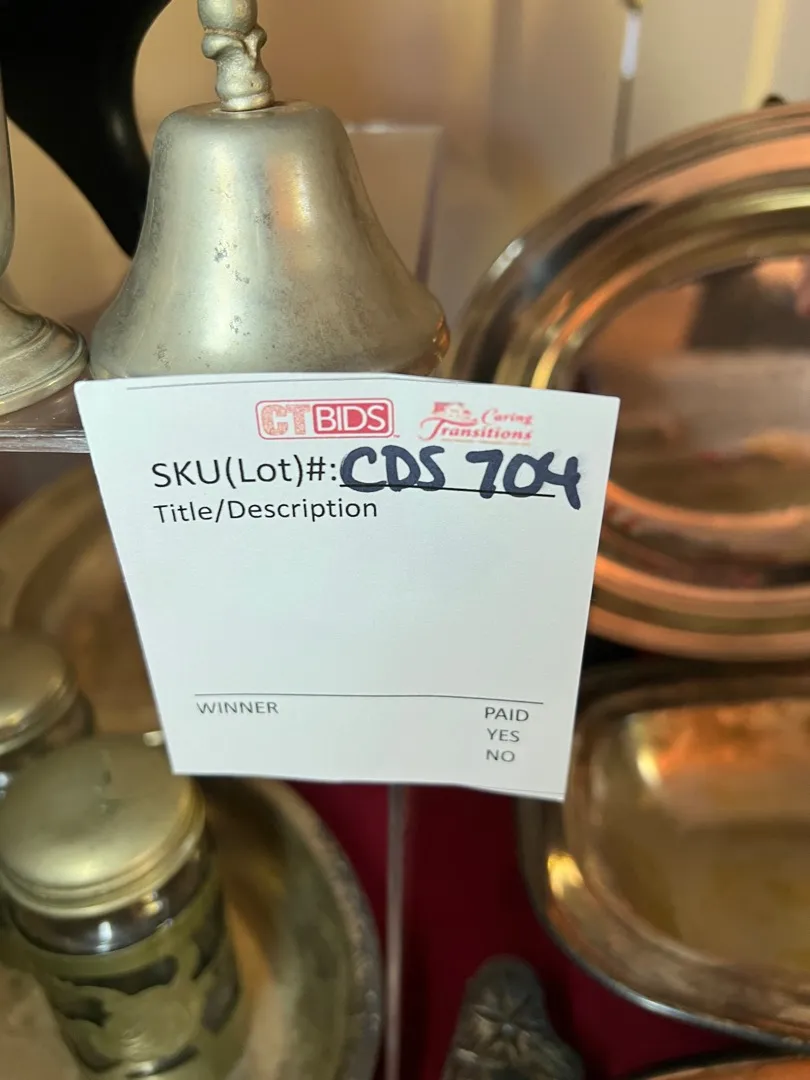 CTBIDS
Caring Transitions
SKU(Lot)#: CDS 704
Title/Description
WINNER
PAID
YES
NO